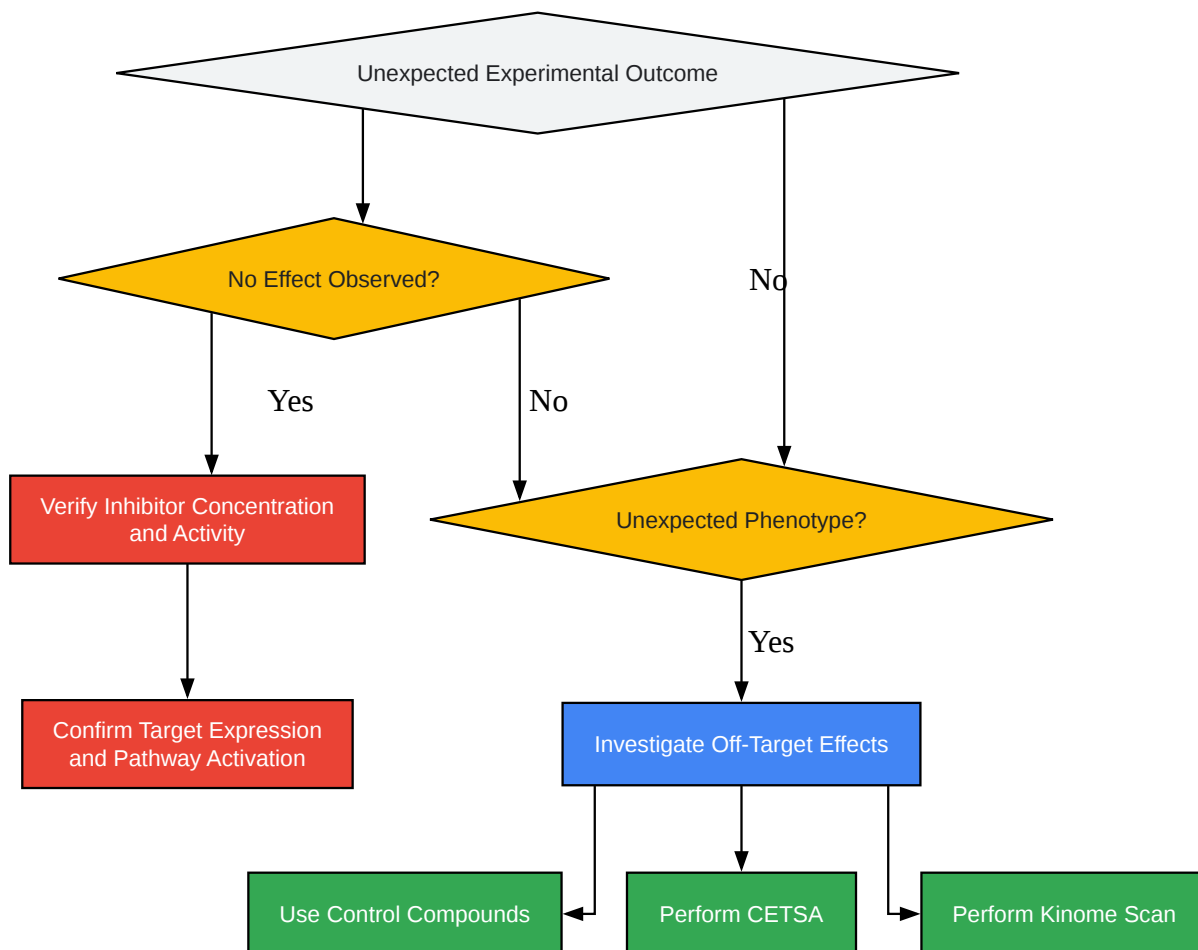 Unexpected Experimental Outcome
No Effect Observed?
No
Yes
No
Verify Inhibitor Concentration
and Activity
Unexpected Phenotype?
Yes
Confirm Target Expression
and Pathway Activation
Investigate Off-Target Effects
Use Control Compounds
Perform CETSA
Perform Kinome Scan